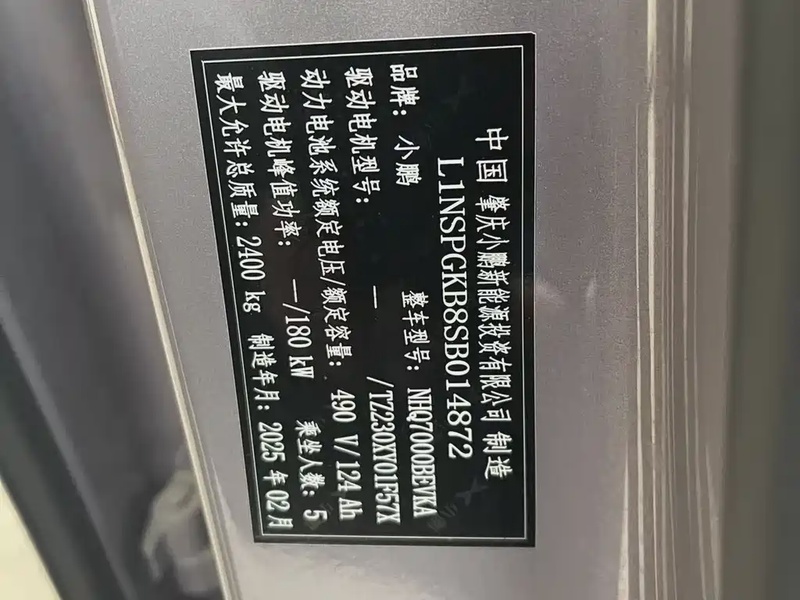 中国 肇庆小鹏新能源投资有限公司 制造
L1NSPGKB8SB014872
品牌: 小鹏 整车型号: NHQ7000BEVKA
驱动电机型号: — /TZ230XY01F57X
动力电池系统额定电压/额定容量: 490 V/124 Ah
驱动电机峰值功率: —/180 kW 乘坐人数: 5
最大允许总质量: 2400 kg 制造年月: 2025 年 02 月